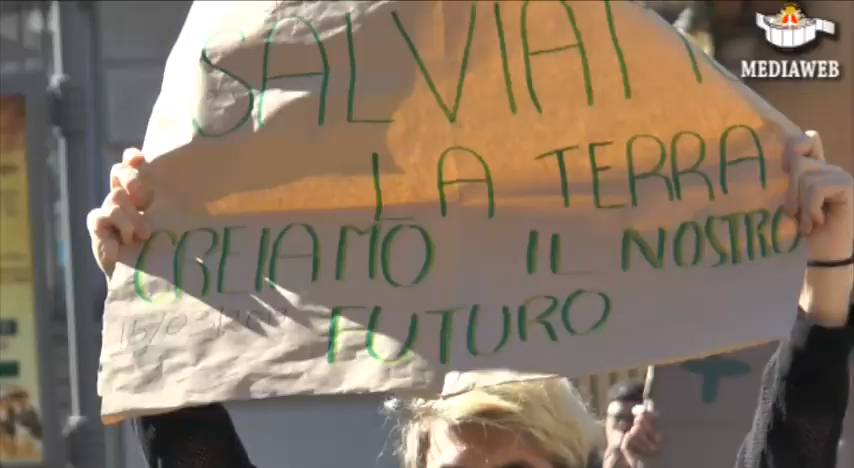 MEDIAWEB
SALVIAMO
LA TERRA
CREIAMO IL NOSTRO
FUTURO